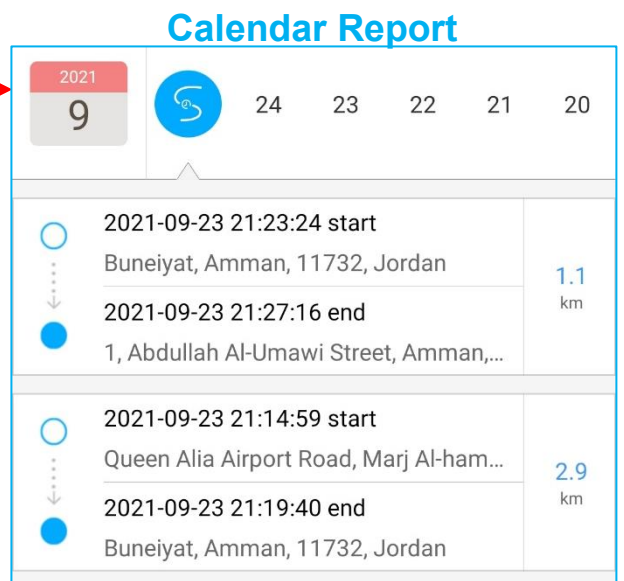 Calendar Report
2021
9
24 23 22 21 20
2021-09-23 21:23:24 start
Buneiyat, Amman, 11732, Jordan
2021-09-23 21:27:16 end
1, Abdullah Al-Umawi Street, Amman,...
1.1
km
2021-09-23 21:14:59 start
Queen Alia Airport Road, Marj Al-ham...
2021-09-23 21:19:40 end
Buneiyat, Amman, 11732, Jordan
2.9
km